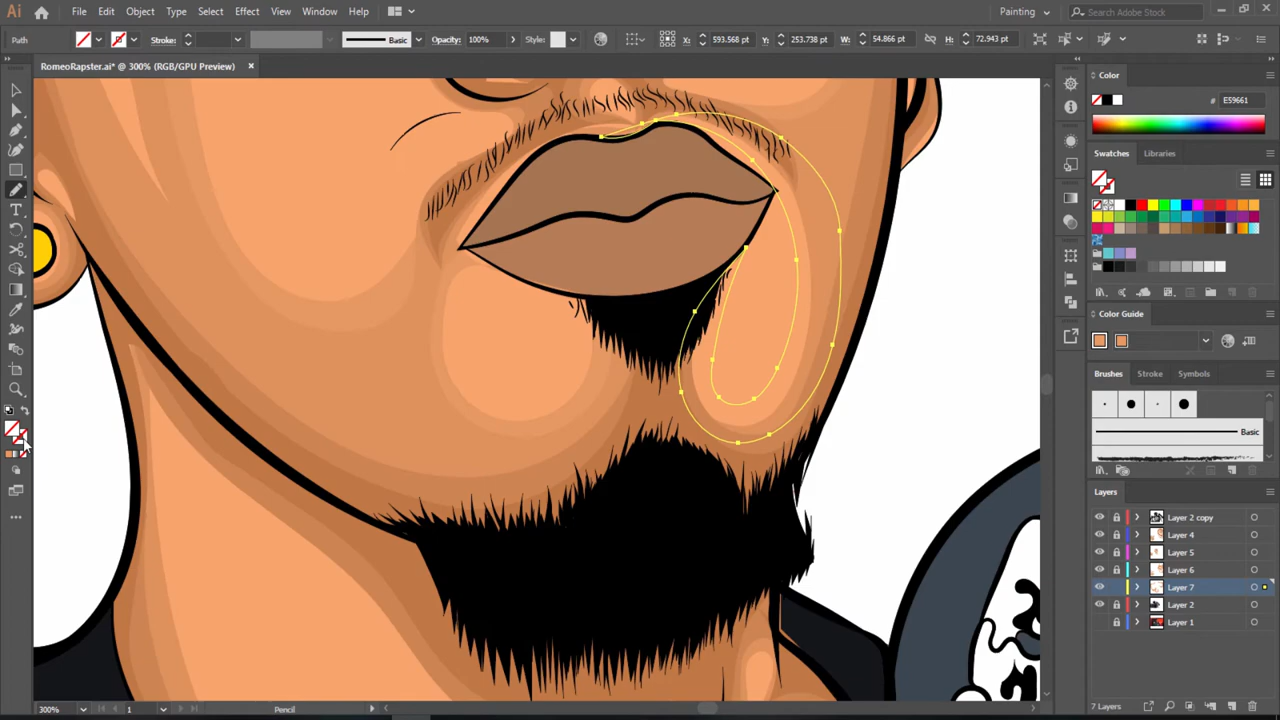 Ai File Edit Object Type Select Effect View Window Help Painting Search Adobe Stock
Path Stroke: Basic Opacity: 100% Style: X: 593.568 pt Y: 253.738 pt W: 54.866 pt H: 72.943 pt
RomeoRapster.ai* @ 300% (RGB/GPU Preview) ×
Color
# E59661
Swatches Libraries
Color Guide
Brushes Stroke Symbols
Basic
Layers
Layer 2 copy
Layer 4
Layer 5
Layer 6
Layer 7
Layer 2
Layer 1
300% 1 Pencil 7 Layers